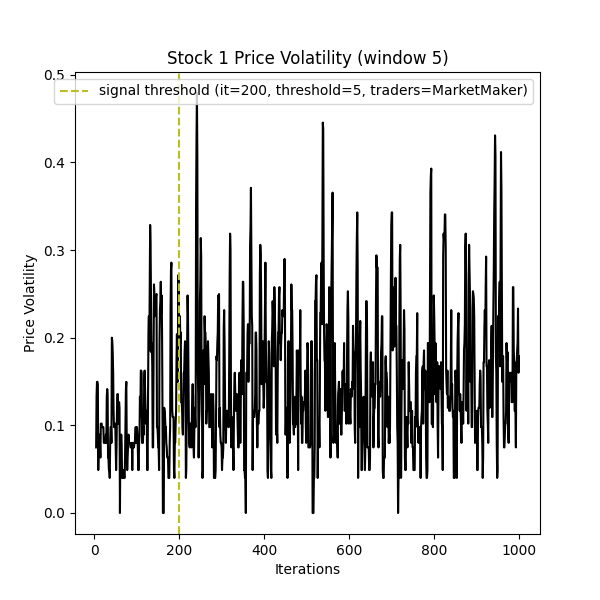 Stock 1 Price Volatility (window 5)
signal threshold (it=200, threshold=5, traders=MarketMaker)
Price Volatility
0.5
0.4
0.3
0.2
0.1
0.0
0 200 400 600 800 1000
Iterations